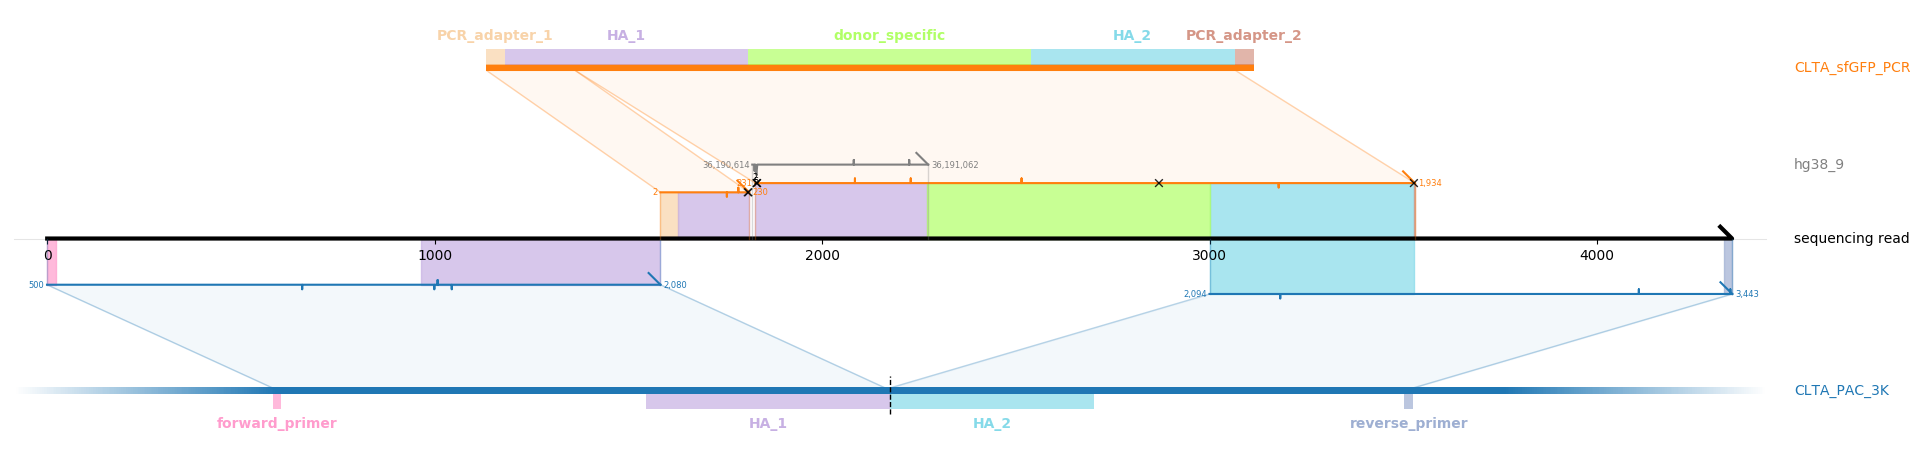 PCR_adapter_1 HA_1 donor_specific HA_2 PCR_adapter_2
CLTA_sfGFP_PCR
36,190,614 36,191,062 hg38_9
1,934
2 230
sequencing read
0 1000 2000 3000 4000
500 2,080
2,094 3,443
CLTA_PAC_3K
forward_primer HA_1 HA_2 reverse_primer